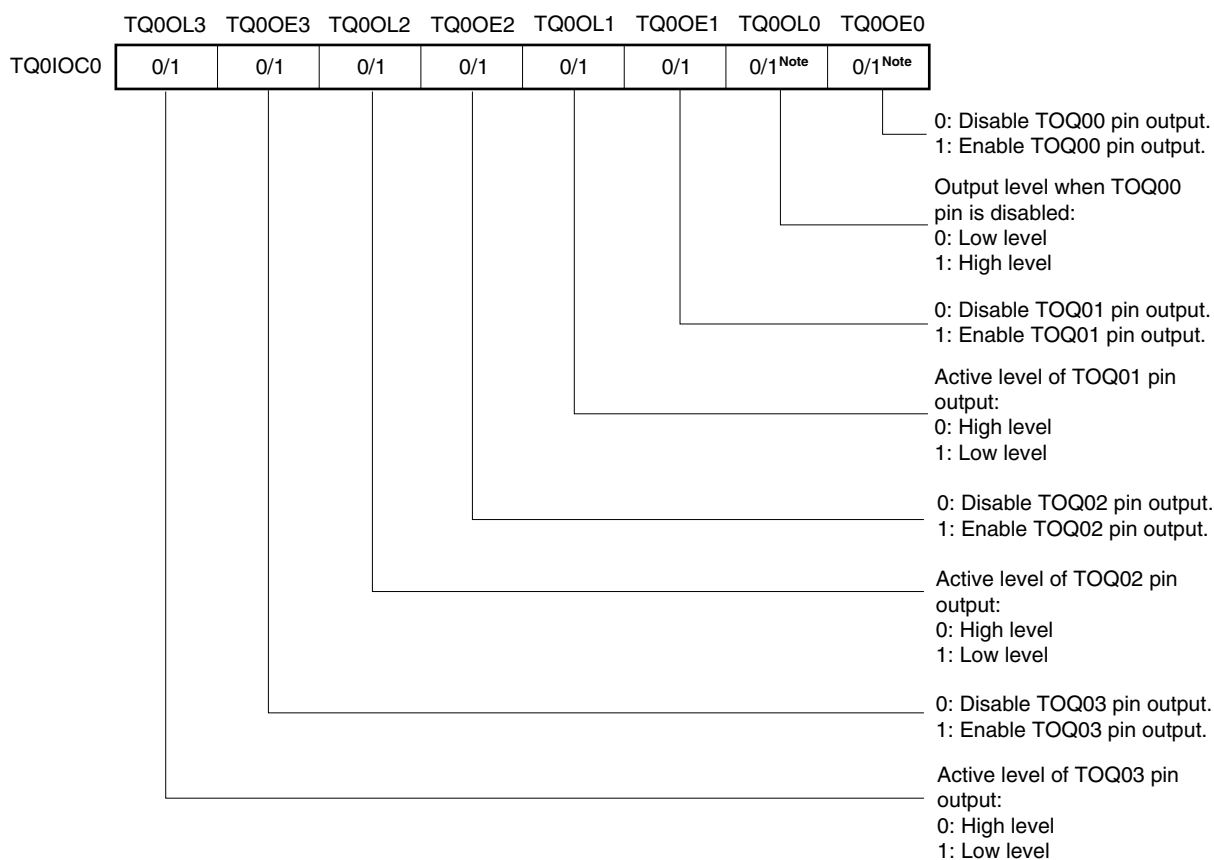 TQ0OL3 TQ0OE3 TQ0OL2 TQ0OE2 TQ0OL1 TQ0OE1 TQ0OL0 TQ0OE0
TQ0IOC0 0/1 0/1 0/1 0/1 0/1 0/1 0/1Note 0/1Note
0: Disable TOQ00 pin output.
1: Enable TOQ00 pin output.
Output level when TOQ00
pin is disabled:
0: Low level
1: High level
0: Disable TOQ01 pin output.
1: Enable TOQ01 pin output.
Active level of TOQ01 pin
output:
0: High level
1: Low level
0: Disable TOQ02 pin output.
1: Enable TOQ02 pin output.
Active level of TOQ02 pin
output:
0: High level
1: Low level
0: Disable TOQ03 pin output.
1: Enable TOQ03 pin output.
Active level of TOQ03 pin
output:
0: High level
1: Low level